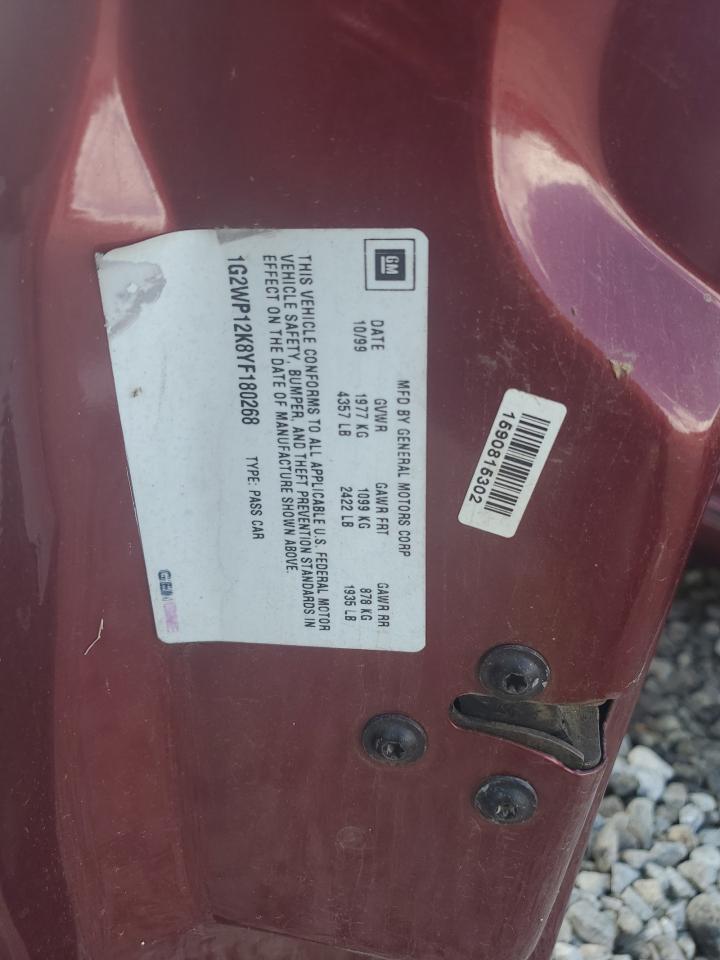 GM
MFD BY GENERAL MOTORS CORP
DATE GVWR GAWR FRT GAWR RR
10/99 1977 KG 1099 KG 878 KG
4357 LB 2422 LB 1935 LB
THIS VEHICLE CONFORMS TO ALL APPLICABLE U.S. FEDERAL MOTOR
VEHICLE SAFETY, BUMPER, AND THEFT PREVENTION STANDARDS IN
EFFECT ON THE DATE OF MANUFACTURE SHOWN ABOVE.
1G2WP12K8YF180268 TYPE: PASS CAR
1590815302